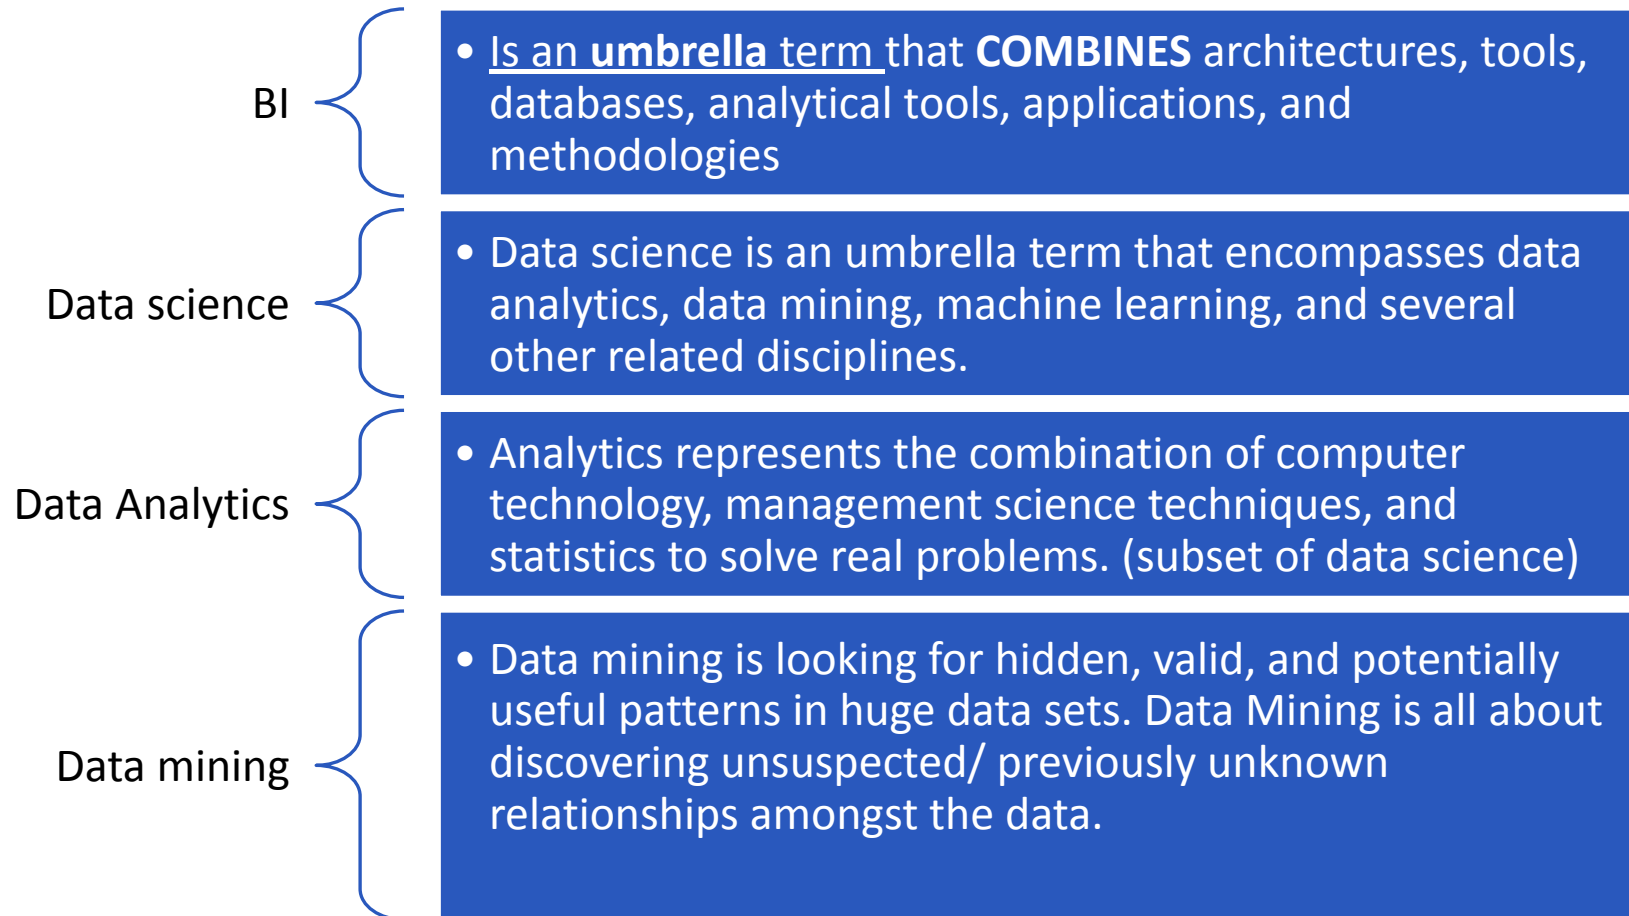 BI
• Is an umbrella term that COMBINES architectures, tools,
databases, analytical tools, applications, and
methodologies
Data science
• Data science is an umbrella term that encompasses data
analytics, data mining, machine learning, and several
other related disciplines.
Data Analytics
• Analytics represents the combination of computer
technology, management science techniques, and
statistics to solve real problems. (subset of data science)
Data mining
• Data mining is looking for hidden, valid, and potentially
useful patterns in huge data sets. Data Mining is all about
discovering unsuspected/ previously unknown
relationships amongst the data.